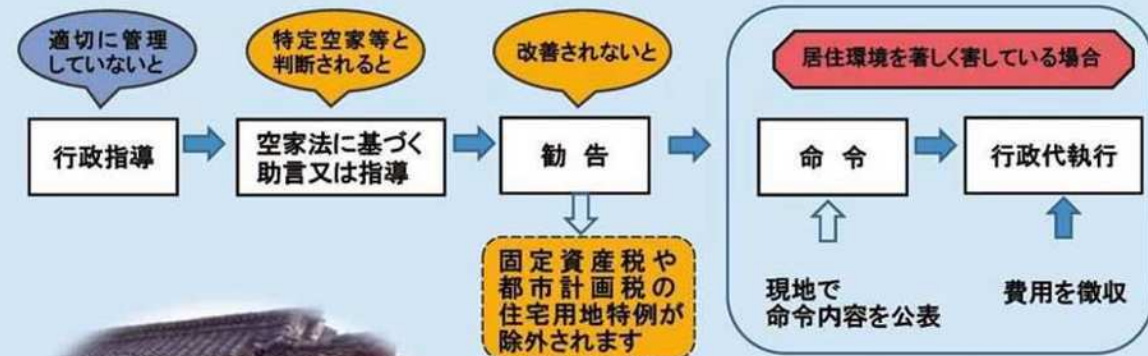 適切に管理
していないと
行政指導
特定空家等と
判断されると
空家法に基づく
助言又は指導
改善されないと
勧告
固定資産税や
都市計画税の
住宅用地特例が
除外されます
居住環境を著しく害している場合
命令
現地で
命令内容を公表
行政代執行
費用を徴収